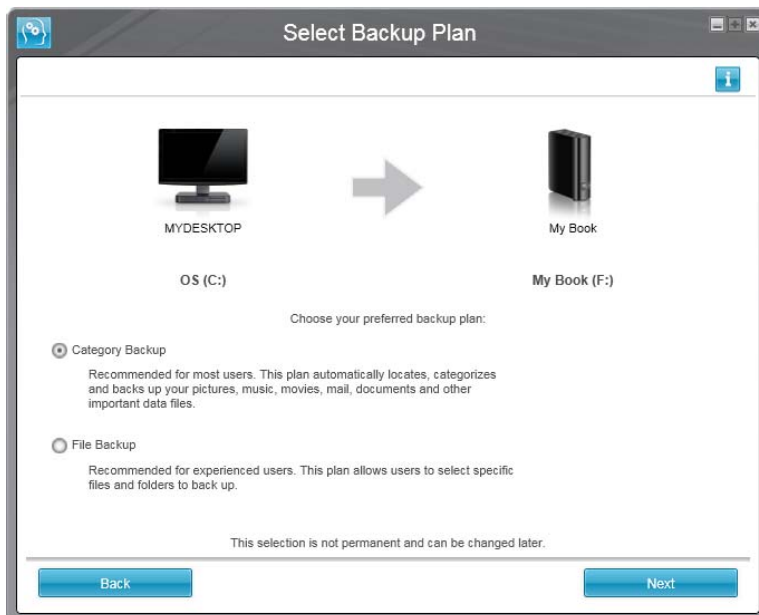 Select Backup Plan
MYDESKTOP
My Book
OS (C:)
My Book (F:)
Choose your preferred backup plan:
Category Backup
Recommended for most users. This plan automatically locates, categorizes
and backs up your pictures, music, movies, mail, documents and other
important data files.
File Backup
Recommended for experienced users. This plan allows users to select specific
files and folders to back up.
This selection is not permanent and can be changed later.
Back
Next